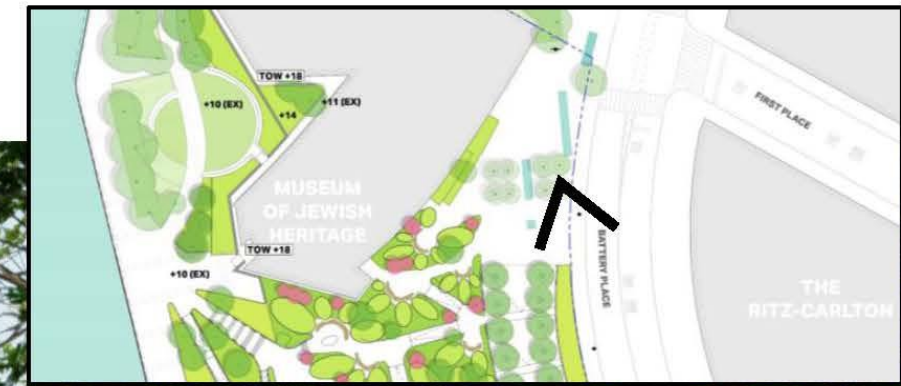 TOW +18
+10 (EX)
+11 (EX)
+14
FIRST PLACE
MUSEUM
OF JEWISH
HERITAGE
TOW +18
+10 (EX)
BATTERY PLACE
THE
RITZ-CARLTON